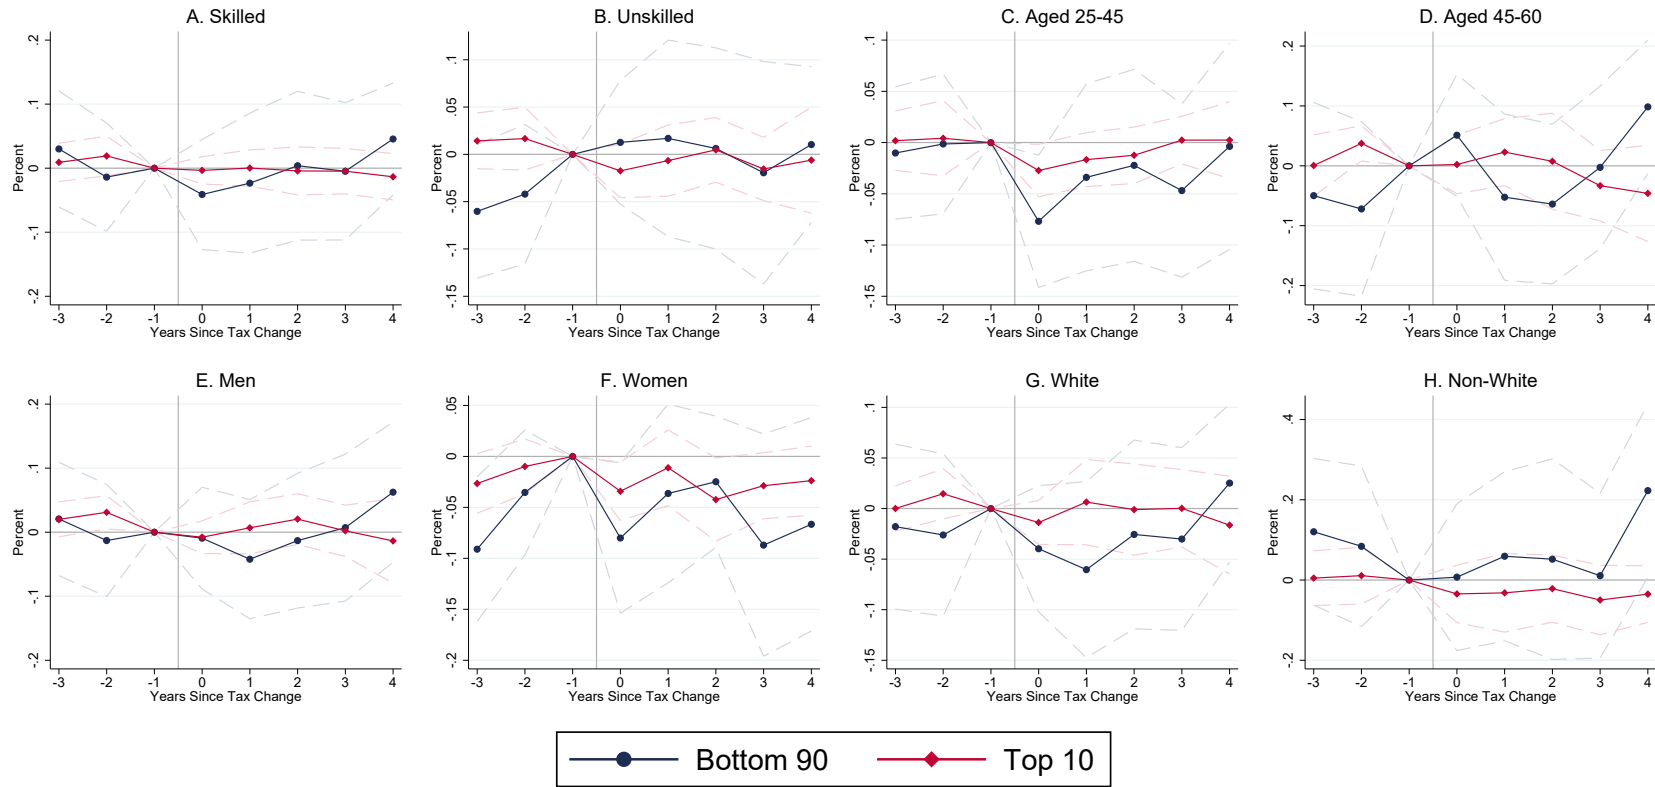 A. Skilled
Percent
.2
.1
0
-.1
-.2
-3 -2 -1 0 1 2 3 4
Years Since Tax Change
B. Unskilled
.1
.05
0
-.05
-.1
-.15
-3 -2 -1 0 1 2 3 4
Years Since Tax Change
C. Aged 25-45
Percent
.1
.05
0
-.05
-.1
-.15
-3 -2 -1 0 1 2 3 4
Years Since Tax Change
D. Aged 45-60
Percent
.2
.1
0
-.1
-.2
-3 -2 -1 0 1 2 3 4
Years Since Tax Change
E. Men
Percent
.2
.1
0
-.1
-.2
-3 -2 -1 0 1 2 3 4
Years Since Tax Change
F. Women
.05
0
-.05
-.1
-.15
-.2
-3 -2 -1 0 1 2 3 4
Years Since Tax Change
G. White
Percent
.1
.05
0
-.05
-.1
-.15
-3 -2 -1 0 1 2 3 4
Years Since Tax Change
H. Non-White
Percent
.4
.2
0
-.2
-3 -2 -1 0 1 2 3 4
Years Since Tax Change
Bottom 90
Top 10